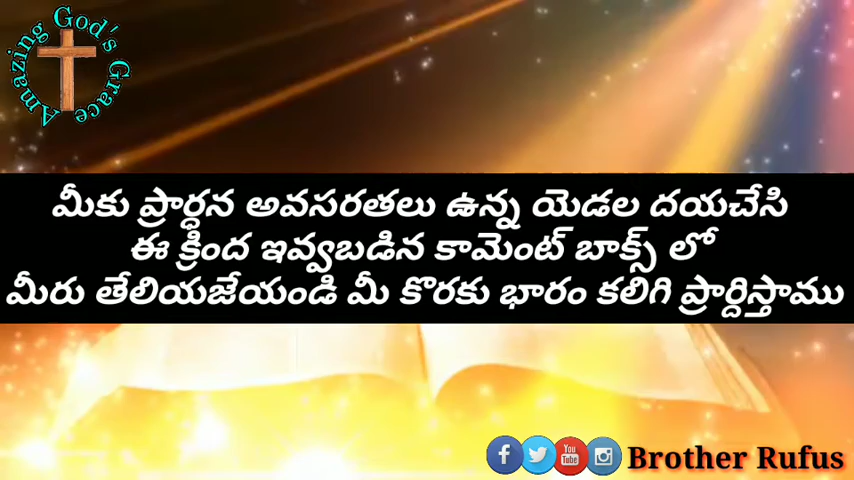 Amazing God's Grace
మీకు ప్రార్ధన అవసరతలు ఉన్న యెడల దయచేసి
ఈ క్రింద ఇవ్వబడిన కామెంట్ బాక్స్ లో
మీరు తేలియజేయండి మీ కొరకు భారం కలిగి ప్రార్దిస్తాము
You Tube
Brother Rufus